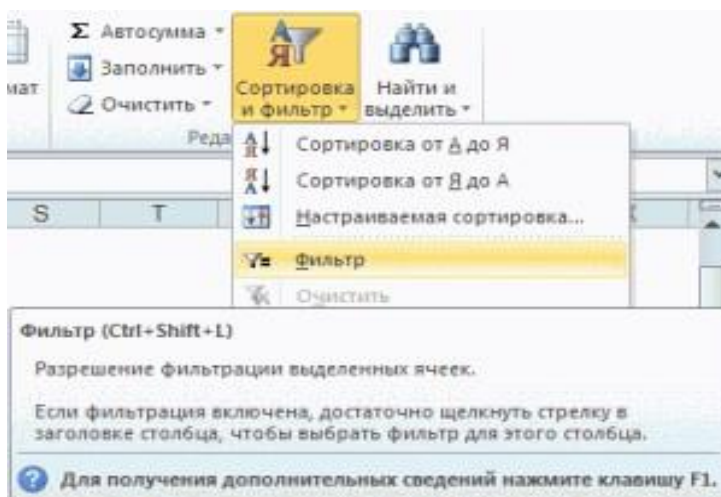 Σ Автосумма
Заполнить
Очистить
мат
Сортировка и фильтр
Найти и выделить
Реда
Сортировка от А до Я
Сортировка от Я до А
Настраиваемая сортировка...
S T
Фильтр
Очистить
Фильтр (Ctrl+Shift+L)
Разрешение фильтрации выделенных ячеек.
Если фильтрация включена, достаточно щелкнуть стрелку в
заголовке столбца, чтобы выбрать фильтр для этого столбца.
Для получения дополнительных сведений нажмите клавишу F1.